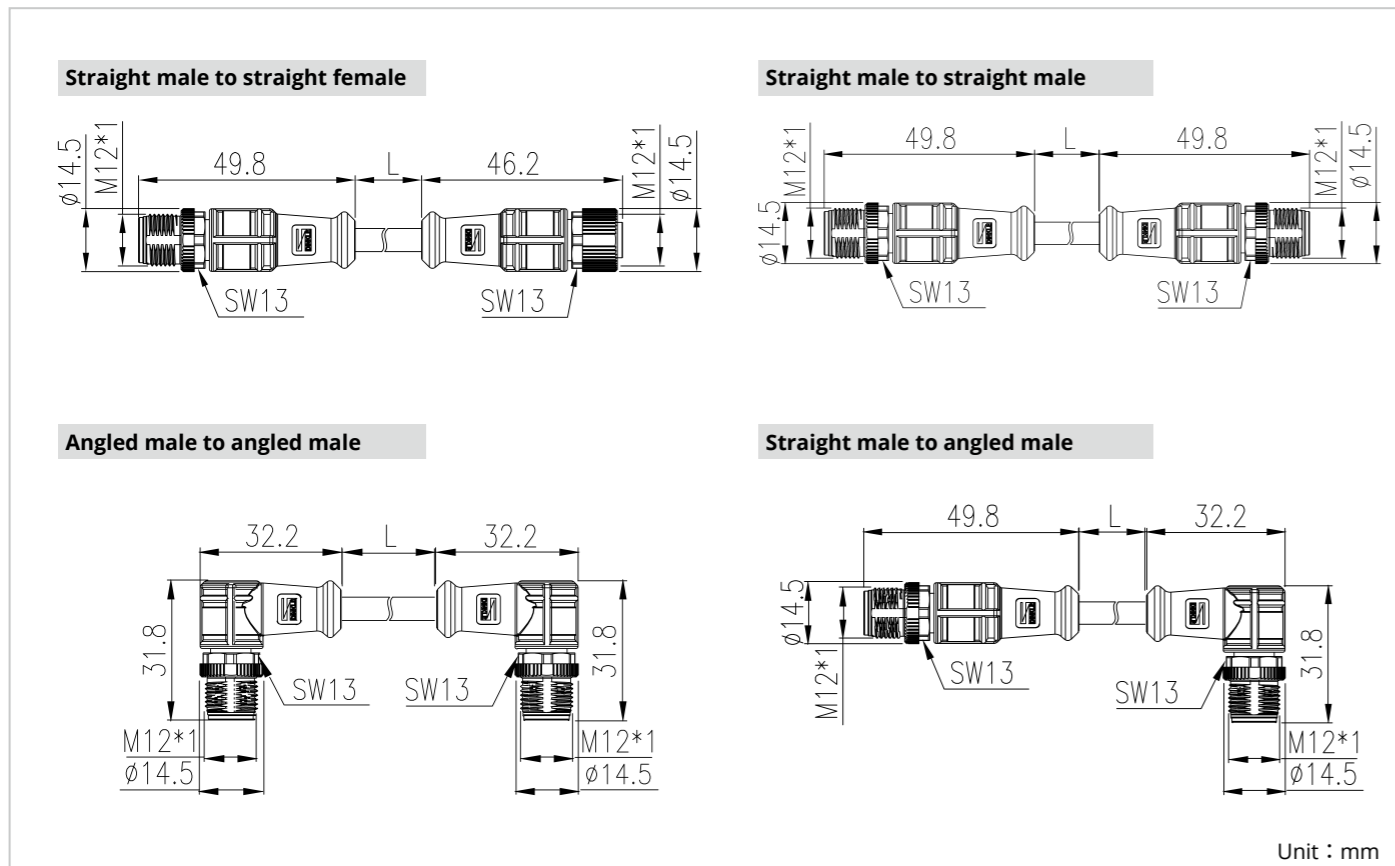 Straight male to straight female
ø14.5
M12*1
49.8
L
46.2
M12*1
ø14.5
SW13
SW13
Straight male to straight male
ø14.5
M12*1
49.8
L
49.8
M12*1
ø14.5
SW13
SW13
Angled male to angled male
32.2
L
32.2
31.8
31.8
SW13
SW13
M12*1
ø14.5
M12*1
ø14.5
Straight male to angled male
49.8
L
32.2
ø14.5
M12*1
SW13
SW13
31.8
M12*1
ø14.5
Unit：mm